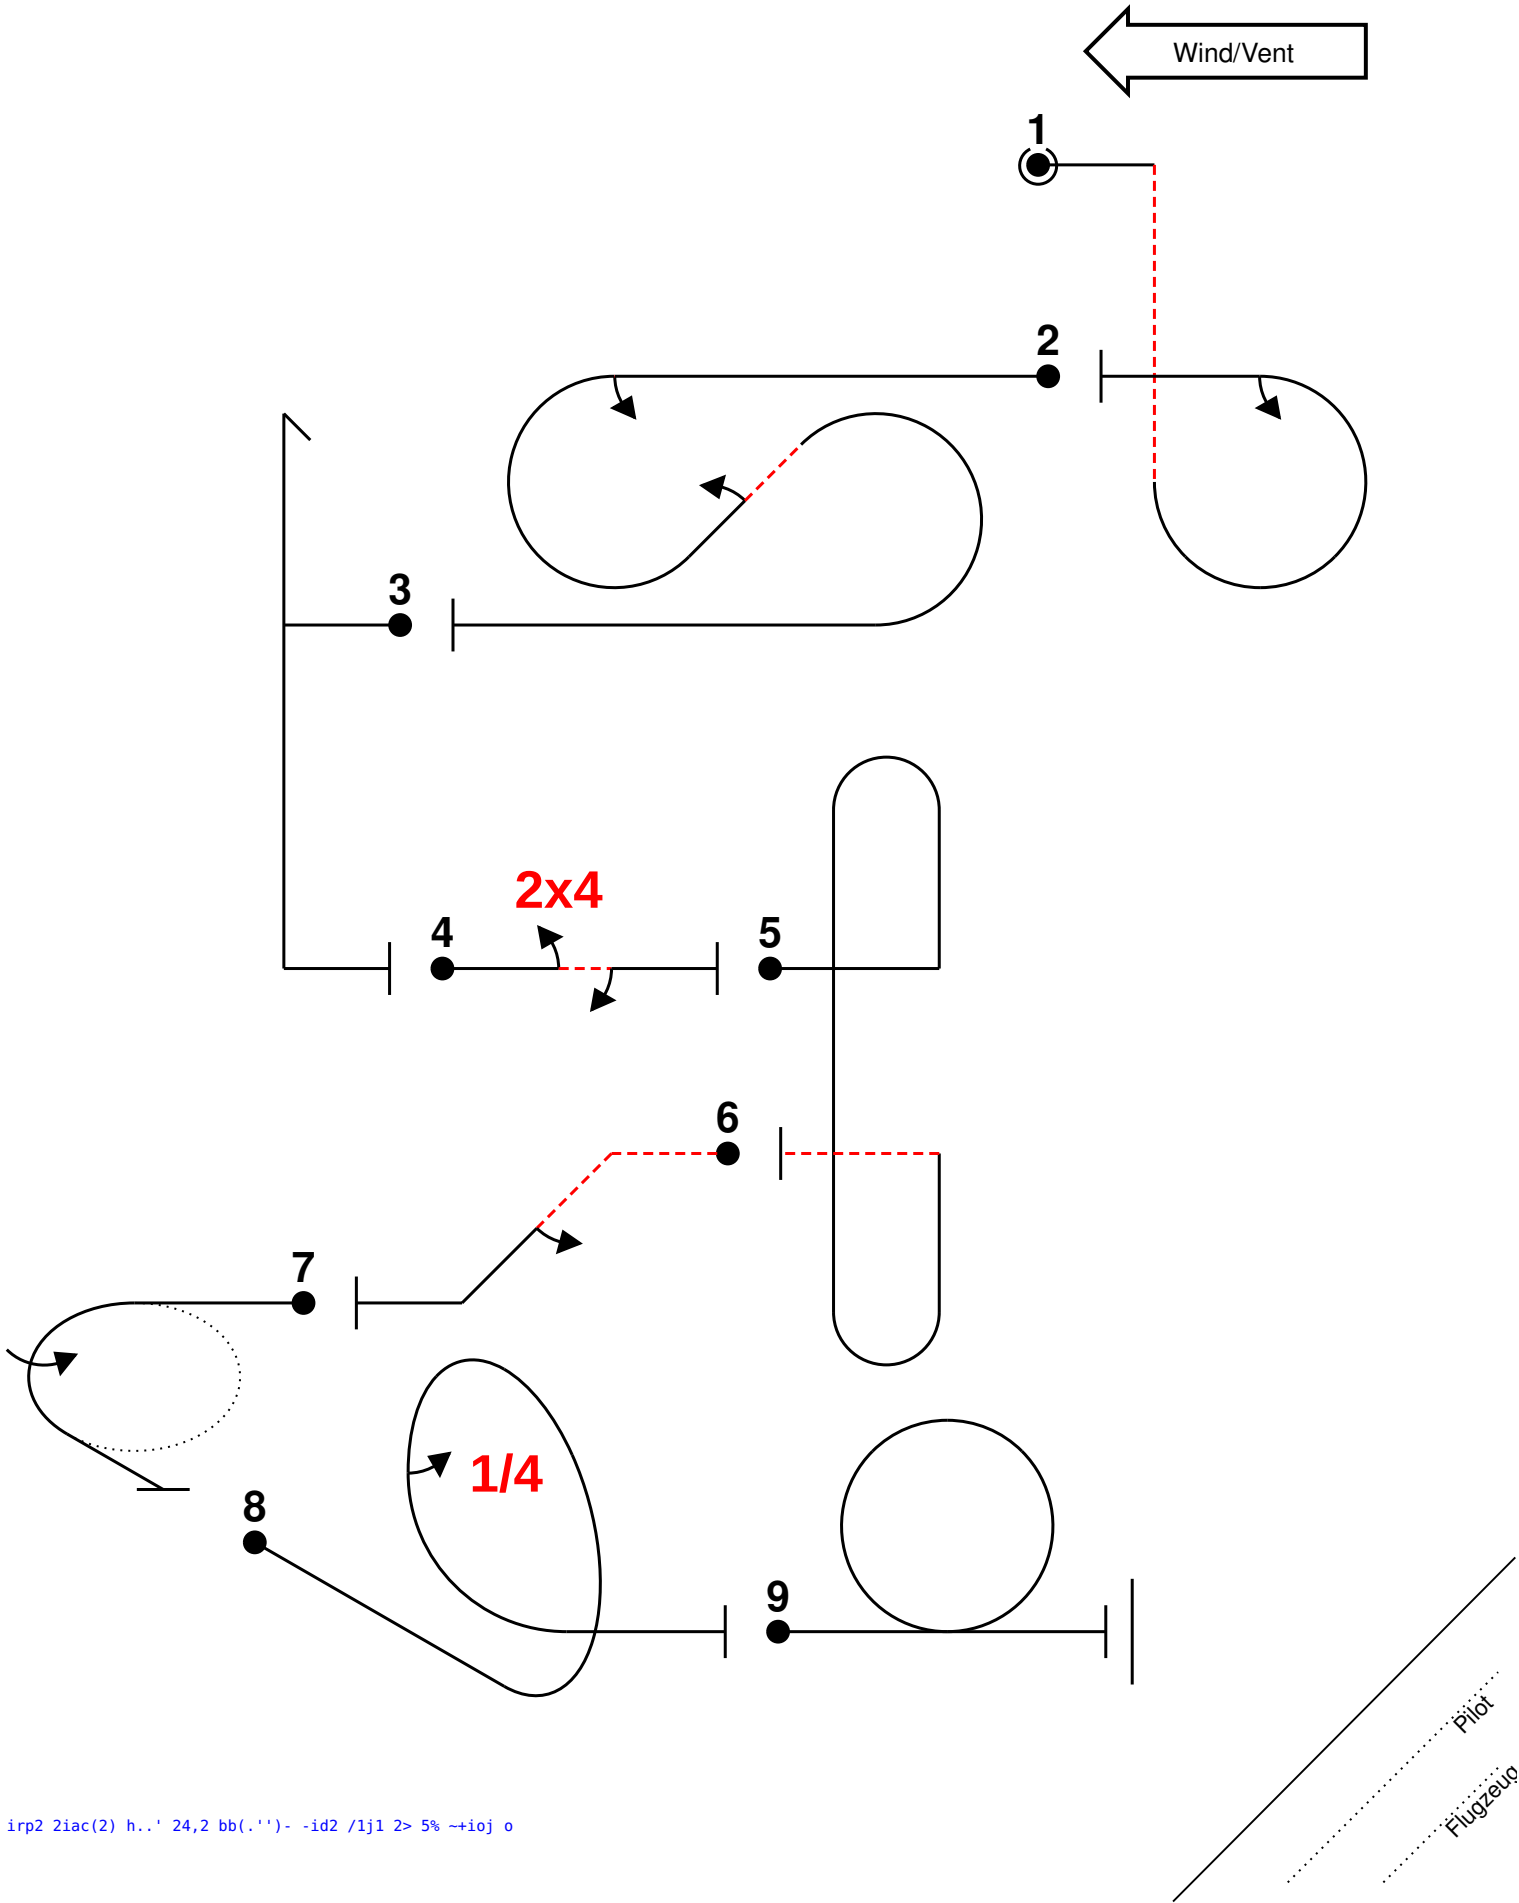 Wind/Vent
1
2
3
2x4
4
5
6
7
1/4
8
9
Pilot
Flugzeug
irp2 2iac(2) h..' 24,2 bb(.'')- -id2 /1j1 2> 5% ~+ioj o